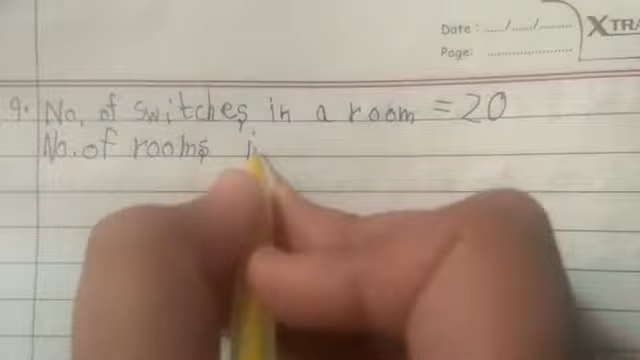 Date : ...../...../..........
Page: ..........................
XTRA
9. No. of switches in a room = 20
No. of rooms i